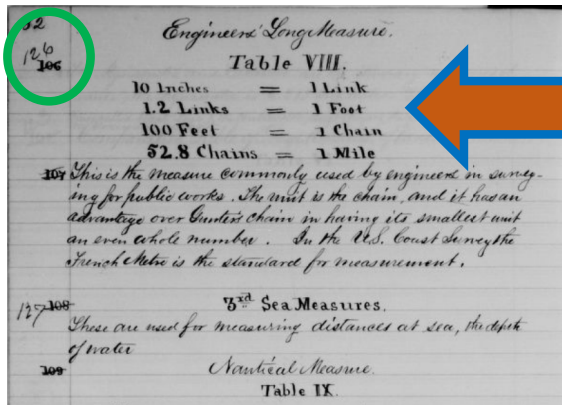 52
Engineers' Long Measure.
126
106 Table VIII.
10 Inches = 1 Link
1.2 Links = 1 Foot
100 Feet = 1 Chain
52.8 Chains = 1 Mile
107 This is the measure commonly used by engineers in survey-
ing for public works. The unit is the chain, and it has an
advantage over Gunters chain in having its smallest unit
an even whole number. In the U.S. Coast Survey the
French Metre is the standard for measurement.
127 108 3rd Sea Measures.
These are used for measuring distances at sea, the depth
of water
109 Nautical Measure.
Table IX.